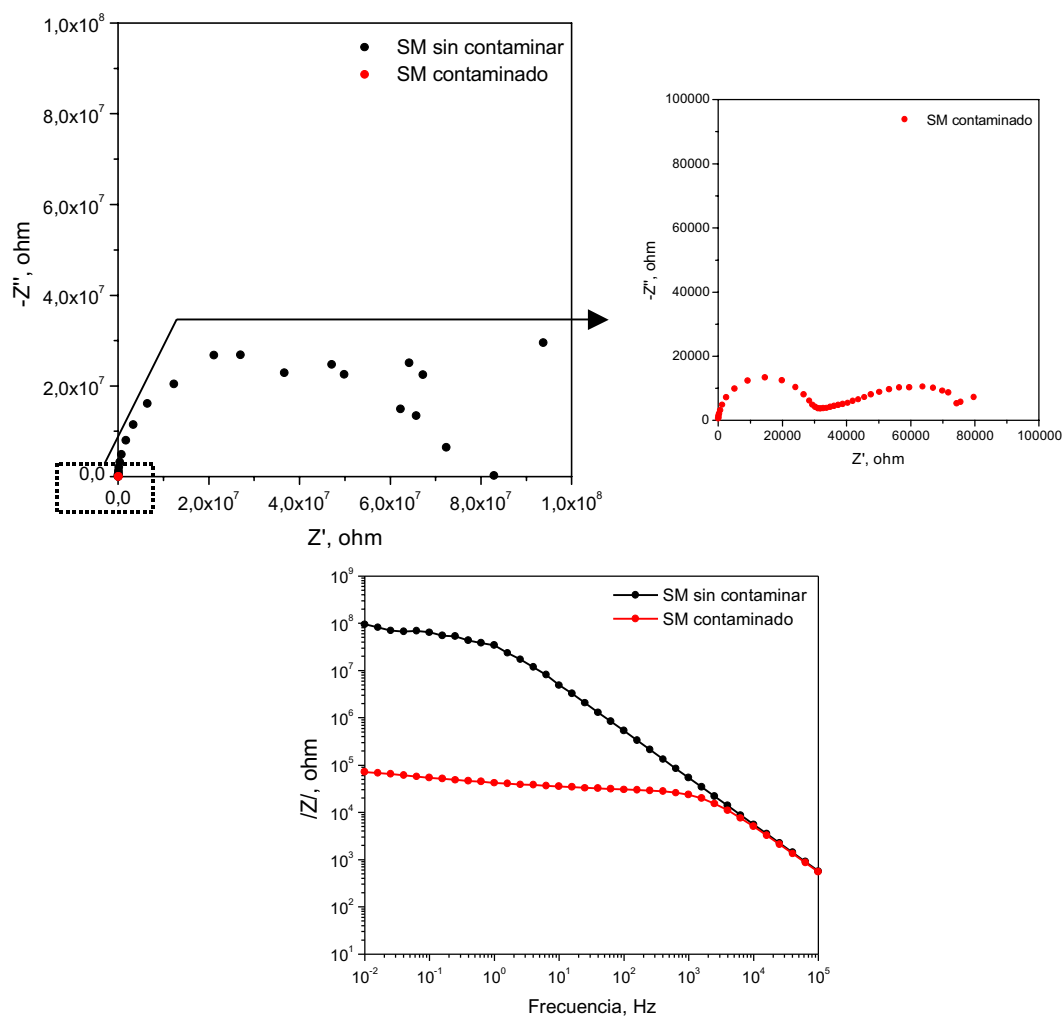 1,0x10⁸
8,0x10⁷
6,0x10⁷
4,0x10⁷
2,0x10⁷
0,0
-Z'', ohm
SM sin contaminar
SM contaminado
0,0
2,0x10⁷
4,0x10⁷
6,0x10⁷
8,0x10⁷
1,0x10⁸
Z', ohm
100000
80000
60000
40000
20000
0
-Z'', ohm
SM contaminado
0
20000
40000
60000
80000
100000
Z', ohm
10⁹
10⁸
10⁷
10⁶
10⁵
10⁴
10³
10²
10¹
/Z/, ohm
SM sin contaminar
SM contaminado
10⁻²
10⁻¹
10⁰
10¹
10²
10³
10⁴
10⁵
Frecuencia, Hz